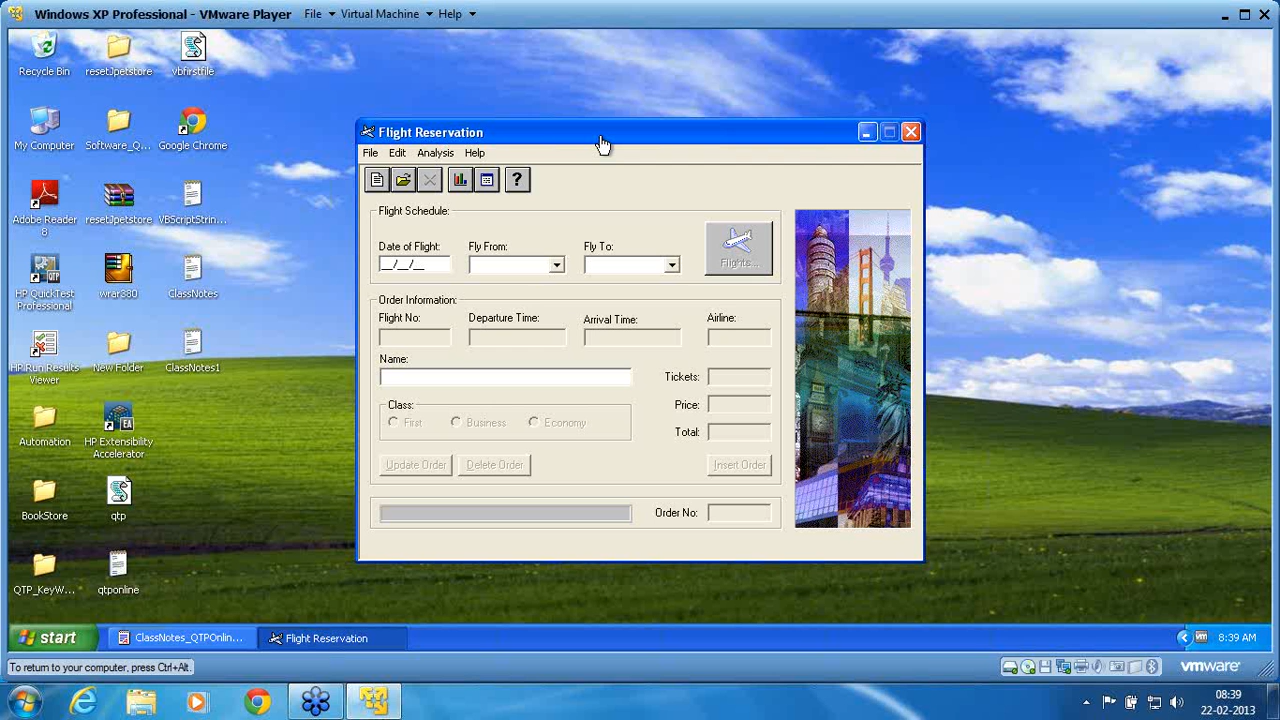 Windows XP Professional - VMware Player File Virtual Machine Help
Recycle Bin
resetJpetstore
vbfirstfile
My Computer
Software_Q...
Google Chrome
Adobe Reader 8
resetJpetstore
VBScriptStrin...
HP QuickTest Professional
wrar380
ClassNotes
HP Run Results Viewer
New Folder
ClassNotes1
Automation
HP Extensibility Accelerator
BookStore
qtp
QTP_KeyW...
qtponline
Flight Reservation
File Edit Analysis Help
?
Flight Schedule:
Date of Flight: Fly From: Fly To:
__/__/__
Flights...
Order Information:
Flight No: Departure Time: Arrival Time: Airline:
Name:
Tickets:
Class:
Price:
First Business Economy
Total:
Update Order Delete Order Insert Order
Order No:
start ClassNotes_QTPOnlin... Flight Reservation 8:39 AM
To return to your computer, press Ctrl+Alt. vmware
08:39
22-02-2013